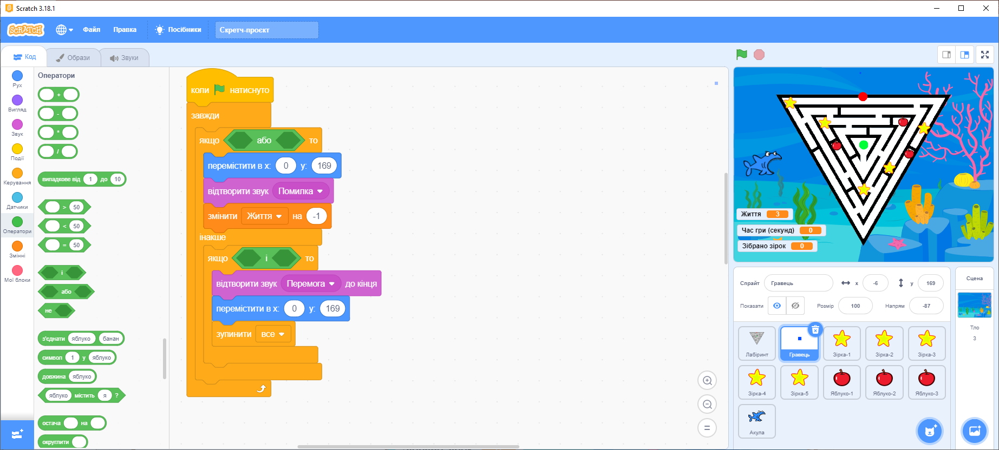 Scratch 3.18.1
SCRATCH
Файл
Правка
Посібники
Скретч-проєкт
Код
Образи
Звуки
Рух
Вигляд
Звук
Події
Керування
Датчики
Оператори
Змінні
Мої блоки
Оператори
+
-
*
/
випадкове від 1 до 10
> 50
< 50
= 50
і
або
не
з'єднати яблуко банан
символ 1 у яблуко
довжина яблуко
яблуко містить я ?
остача на
округлити
коли натиснуто
завжди
якщо або то
перемістити в x: 0 y: 169
відтворити звук Помилка
змінити Життя на -1
інакше
якщо і то
відтворити звук Перемога до кінця
перемістити в x: 0 y: 169
зупинити все
Життя 3
Час гри (секунд) 0
Зібрано зірок 0
Спрайт Гравець x -6 y 169
Показати Розмір 100 Напрям -87
Лабіринт
Гравець
Зірка-1
Зірка-2
Зірка-3
Зірка-4
Зірка-5
Яблуко-1
Яблуко-2
Яблуко-3
Акула
Сцена
Тло
3